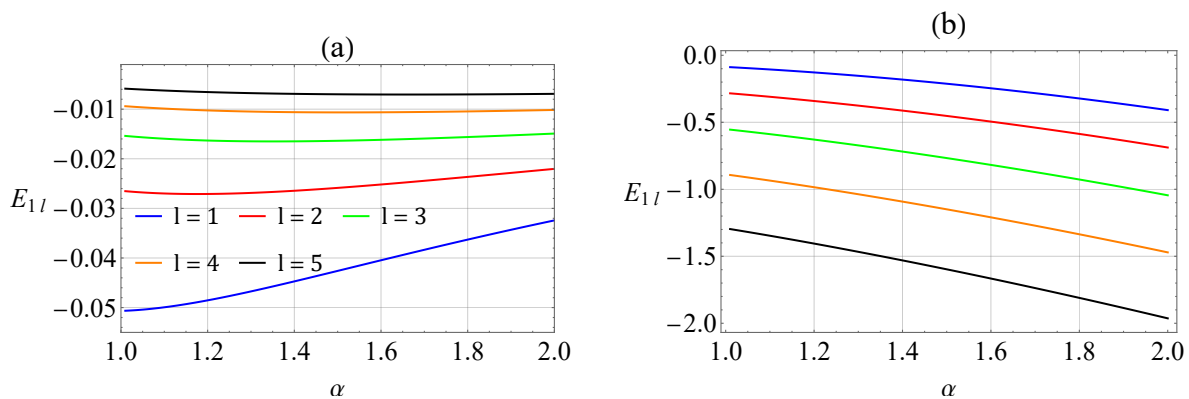 (a)
−0.01
−0.02
E1l −0.03
−0.04
−0.05
l = 1 l = 2 l = 3
l = 4 l = 5
1.0 1.2 1.4 1.6 1.8 2.0
α
(b)
0.0
−0.5
E1l −1.0
−1.5
−2.0
1.0 1.2 1.4 1.6 1.8 2.0
α